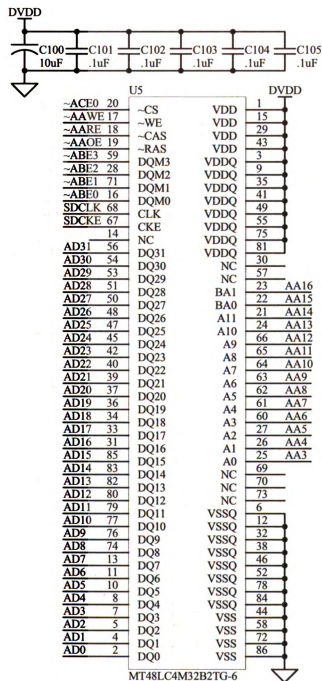 DVDD
C100 C101 C102 C103 C104 C105
10uF .1uF .1uF .1uF .1uF .1uF
U5 DVDD
~ACE0 20 ~CS VDD 1
~AAWE 17 ~WE VDD 15
~AARE 18 ~CAS VDD 29
~AAOE 19 ~RAS VDD 43
~ABE3 59 DQM3 VDDQ 3
~ABE2 28 DQM2 VDDQ 9
~ABE1 71 DQM1 VDDQ 35
~ABE0 16 DQM0 VDDQ 41
SDCLK 68 CLK VDDQ 49
SDCKE 67 CKE VDDQ 55
14 NC VDDQ 75
AD31 56 DQ31 VDDQ 81
AD30 54 DQ30 NC 30
AD29 53 DQ29 NC 57
AD28 51 DQ28 BA1 23 AA16
AD27 50 DQ27 BA0 22 AA15
AD26 48 DQ26 A11 21 AA14
AD25 47 DQ25 A10 24 AA13
AD24 45 DQ24 A9 66 AA12
AD23 42 DQ23 A8 65 AA11
AD22 40 DQ22 A7 64 AA10
AD21 39 DQ21 A6 63 AA9
AD20 37 DQ20 A5 62 AA8
AD19 36 DQ19 A4 61 AA7
AD18 34 DQ18 A3 60 AA6
AD17 33 DQ17 A2 27 AA5
AD16 31 DQ16 A1 26 AA4
AD15 85 DQ15 A0 25 AA3
AD14 83 DQ14 NC 69
AD13 82 DQ13 NC 70
AD12 80 DQ12 NC 73
AD11 79 DQ11 VSSQ 6
AD10 77 DQ10 VSSQ 12
AD9 76 DQ9 VSSQ 32
AD8 74 DQ8 VSSQ 38
AD7 13 DQ7 VSSQ 46
AD6 11 DQ6 VSSQ 52
AD5 10 DQ5 VSSQ 78
AD4 8 DQ4 VSSQ 84
AD3 7 DQ3 VSS 44
AD2 5 DQ2 VSS 58
AD1 4 DQ1 VSS 72
AD0 2 DQ0 VSS 86
MT48LC4M32B2TG-6